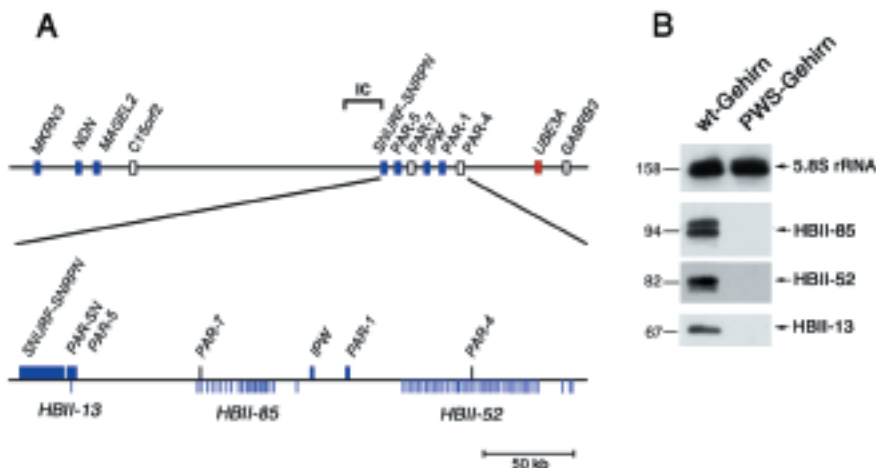 A
IC
MKRN3
NDN
MAGEL2
C15orf2
SNURF-SNRPN
PAR-5
PAR-7
IPW
PAR-1
PAR-4
UBE3A
GABRB3
SNURF-SNRPN
PAR-SN
PAR-5
PAR-7
IPW
PAR-1
PAR-4
HBII-13
HBII-85
HBII-52
50 kb
B
wt-Gehirn
PWS-Gehirn
158
5.8S rRNA
94
HBII-85
82
HBII-52
67
HBII-13